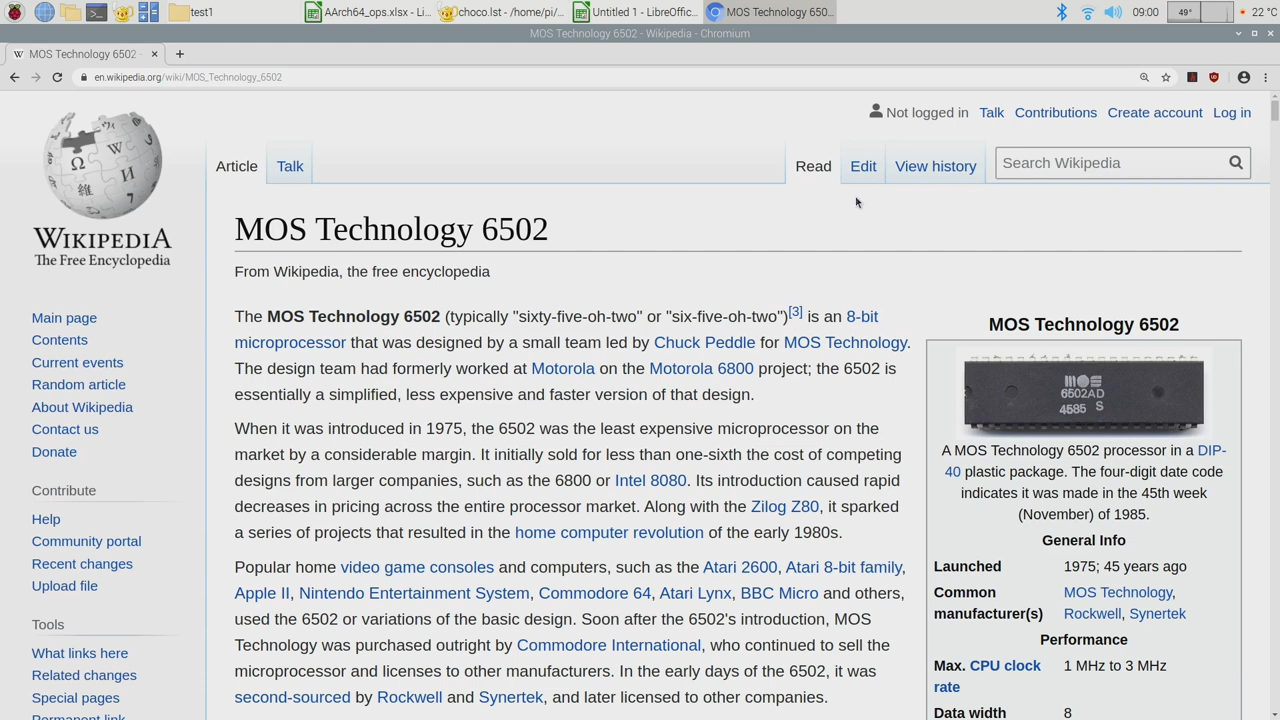 test1
AArch64_ops.xlsx - Li...
choco.lst - /home/pi/...
Untitled 1 - LibreOffic...
MOS Technology 650...
09:00
49°
22 °C
MOS Technology 6502 - Wikipedia - Chromium
W MOS Technology 6502
en.wikipedia.org/wiki/MOS_Technology_6502
Not logged in Talk Contributions Create account Log in
Article Talk Read Edit View history Search Wikipedia
Ω W 維 И 7
WIKIPEDIA
The Free Encyclopedia
Main page
Contents
Current events
Random article
About Wikipedia
Contact us
Donate
Contribute
Help
Community portal
Recent changes
Upload file
Tools
What links here
Related changes
Special pages
Permanent link
MOS Technology 6502
From Wikipedia, the free encyclopedia
The MOS Technology 6502 (typically "sixty-five-oh-two" or "six-five-oh-two")[3] is an 8-bit
microprocessor that was designed by a small team led by Chuck Peddle for MOS Technology.
The design team had formerly worked at Motorola on the Motorola 6800 project; the 6502 is
essentially a simplified, less expensive and faster version of that design.
When it was introduced in 1975, the 6502 was the least expensive microprocessor on the
market by a considerable margin. It initially sold for less than one-sixth the cost of competing
designs from larger companies, such as the 6800 or Intel 8080. Its introduction caused rapid
decreases in pricing across the entire processor market. Along with the Zilog Z80, it sparked
a series of projects that resulted in the home computer revolution of the early 1980s.
Popular home video game consoles and computers, such as the Atari 2600, Atari 8-bit family,
Apple II, Nintendo Entertainment System, Commodore 64, Atari Lynx, BBC Micro and others,
used the 6502 or variations of the basic design. Soon after the 6502's introduction, MOS
Technology was purchased outright by Commodore International, who continued to sell the
microprocessor and licenses to other manufacturers. In the early days of the 6502, it was
second-sourced by Rockwell and Synertek, and later licensed to other companies.
MOS Technology 6502
mos
6502AD
4585 S
A MOS Technology 6502 processor in a DIP-
40 plastic package. The four-digit date code
indicates it was made in the 45th week
(November) of 1985.
General Info
Launched 1975; 45 years ago
Common MOS Technology,
manufacturer(s) Rockwell, Synertek
Performance
Max. CPU clock 1 MHz to 3 MHz
rate
Data width 8